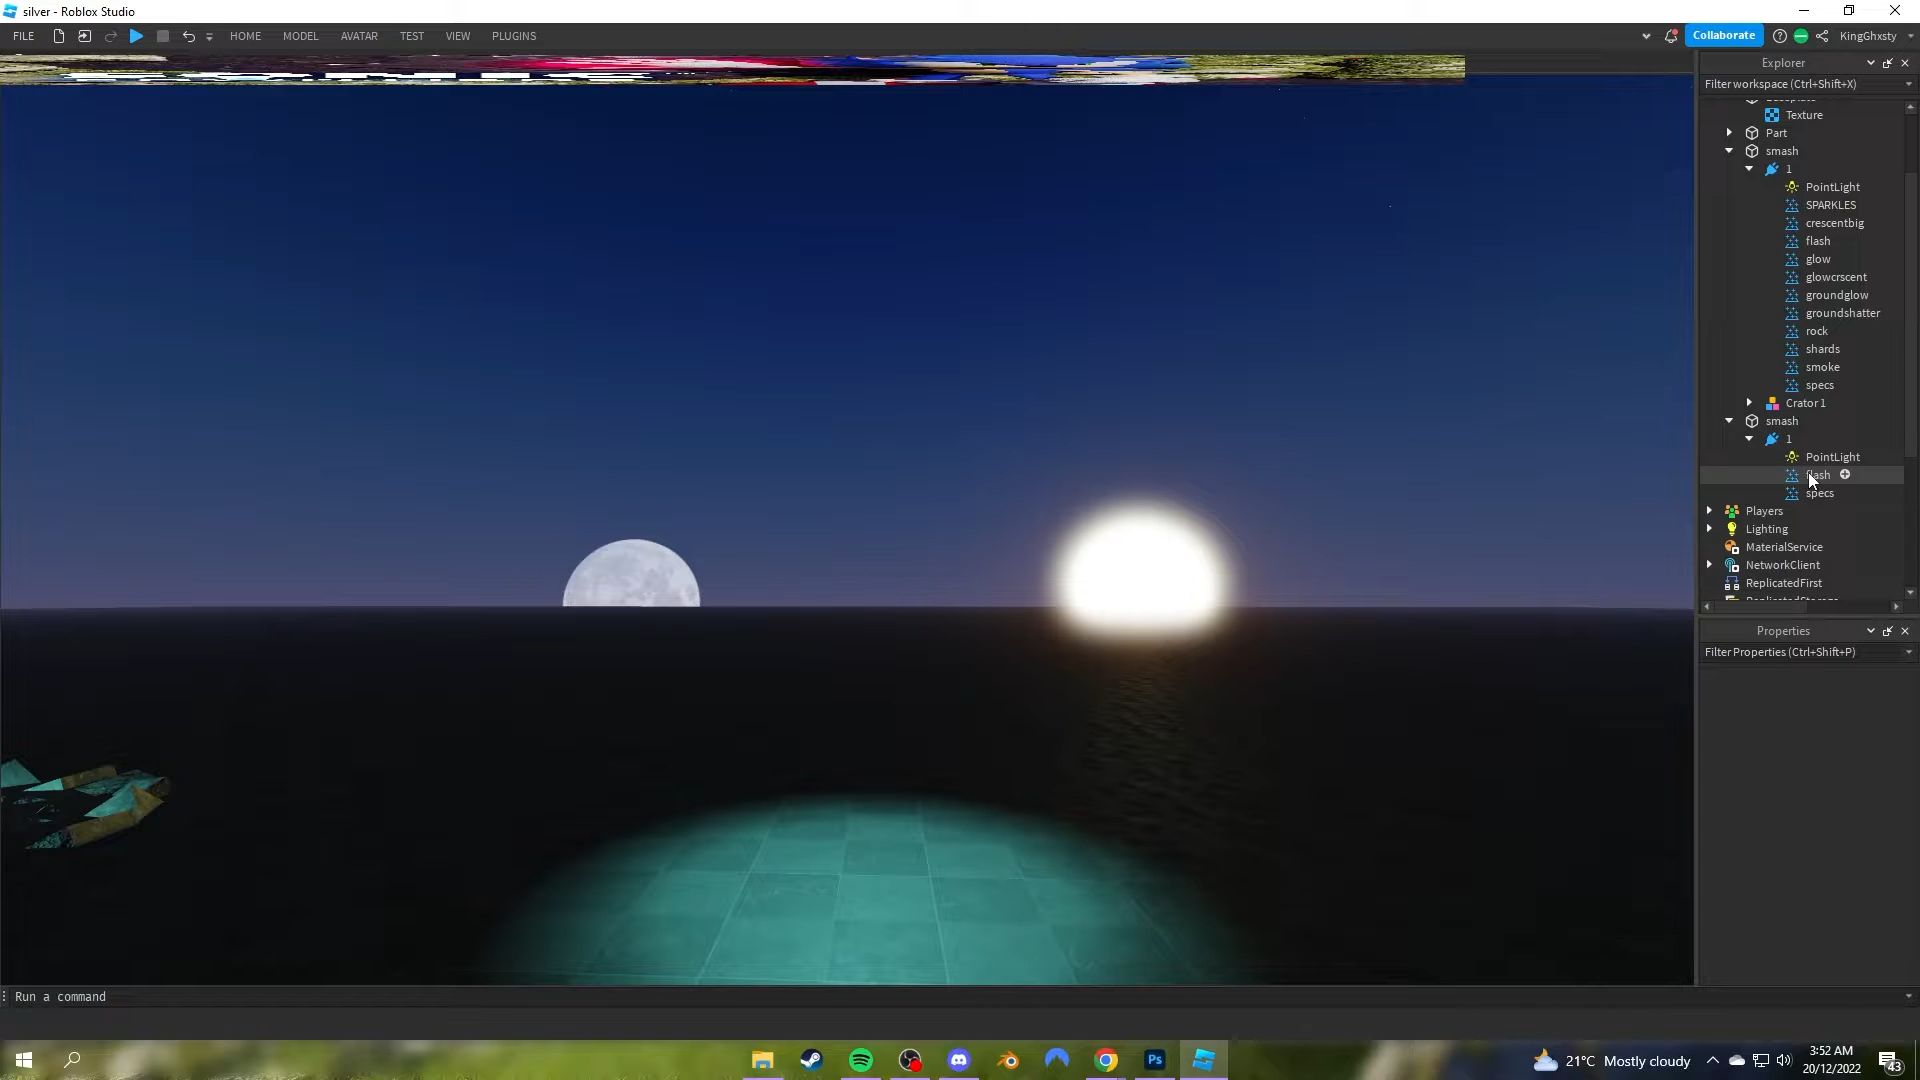 silver - Roblox Studio
FILE HOME MODEL AVATAR TEST VIEW PLUGINS Collaborate KingGhxsty
Explorer
Filter workspace (Ctrl+Shift+X)
Texture
Part
smash
1
PointLight
SPARKLES
crescentbig
flash
glow
glowcrscent
groundglow
groundshatter
rock
shards
smoke
specs
Crator1
smash
1
PointLight
flash
specs
Players
Lighting
MaterialService
NetworkClient
ReplicatedFirst
Properties
Filter Properties (Ctrl+Shift+P)
Run a command
21°C Mostly cloudy
3:52 AM
20/12/2022
43
Ps